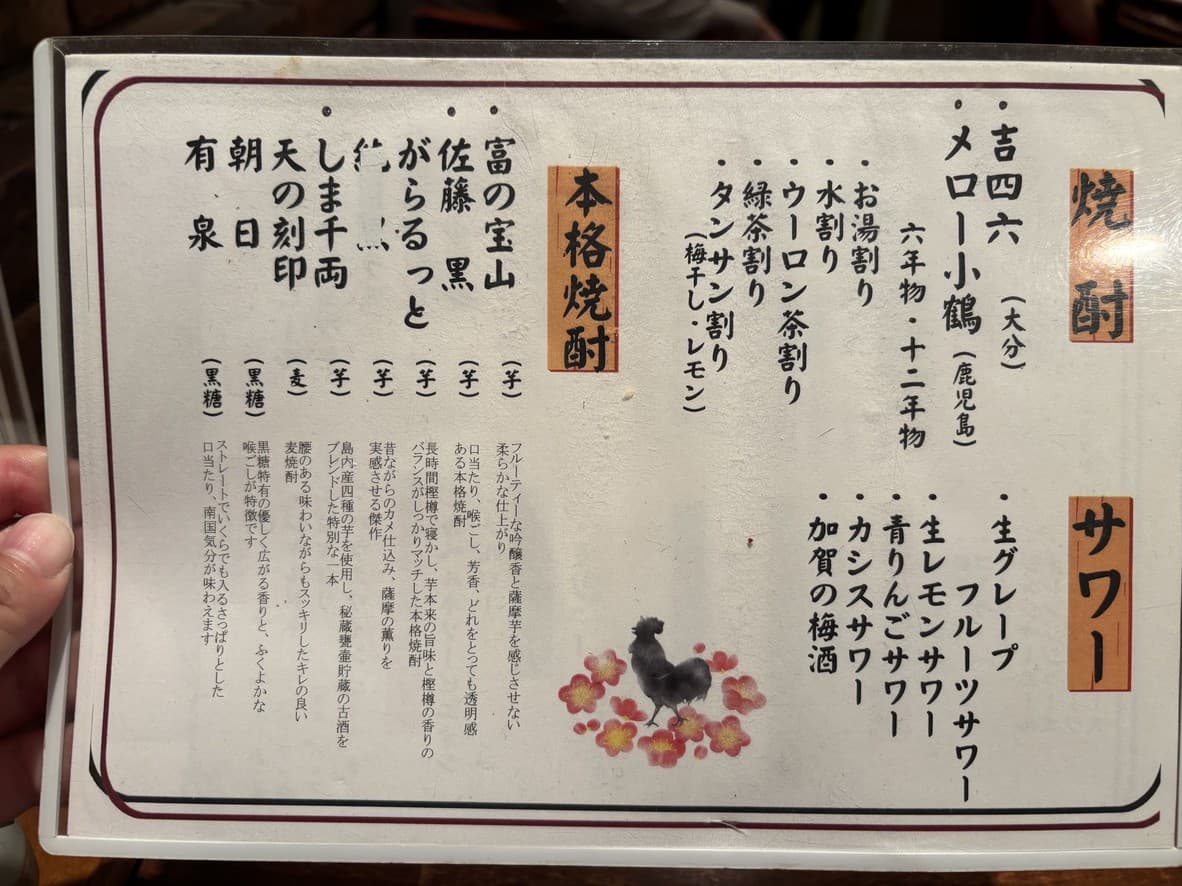 焼酎
・吉四六 (大分)
・メロー小鶴 (鹿児島)
六年物・十二年物
・お湯割り
・水割り
・ウーロン茶割り
・緑茶割り
・タンサン割り
(梅干し・レモン)
サワー
・生グレープ
フルーツサワー
・生レモンサワー
・青りんごサワー
・カシスサワー
・加賀の梅酒
本格焼酎
・富の宝山 (芋)
フルーティーな吟醸香と薩摩芋を感じさせない
柔らかな仕上がり
・佐藤 黒 (芋)
口当たり、喉ごし、芳香、どれをとっても透明感
ある本格焼酎
がらるっと (芋)
長時間樫樽で寝かし、芋本来の旨味と樫樽の香りの
バランスがしっかりマッチした本格焼酎
(芋)
昔ながらのカメ仕込み、薩摩の薫りを
実感させる傑作
・しま千両 (芋)
島内産四種の芋を使用し、秘蔵甕壷貯蔵の古酒を
ブレンドした特別な一本
天の刻印 (麦)
腰のある味わいながらもスッキリしたキレの良い
麦焼酎
朝日 (黒糖)
黒糖特有の優しく広がる香りと、ふくよかな
喉ごしが特徴です
有泉 (黒糖)
ストレートでいくらでも入るさっぱりとした
口当たり、南国気分が味わえます